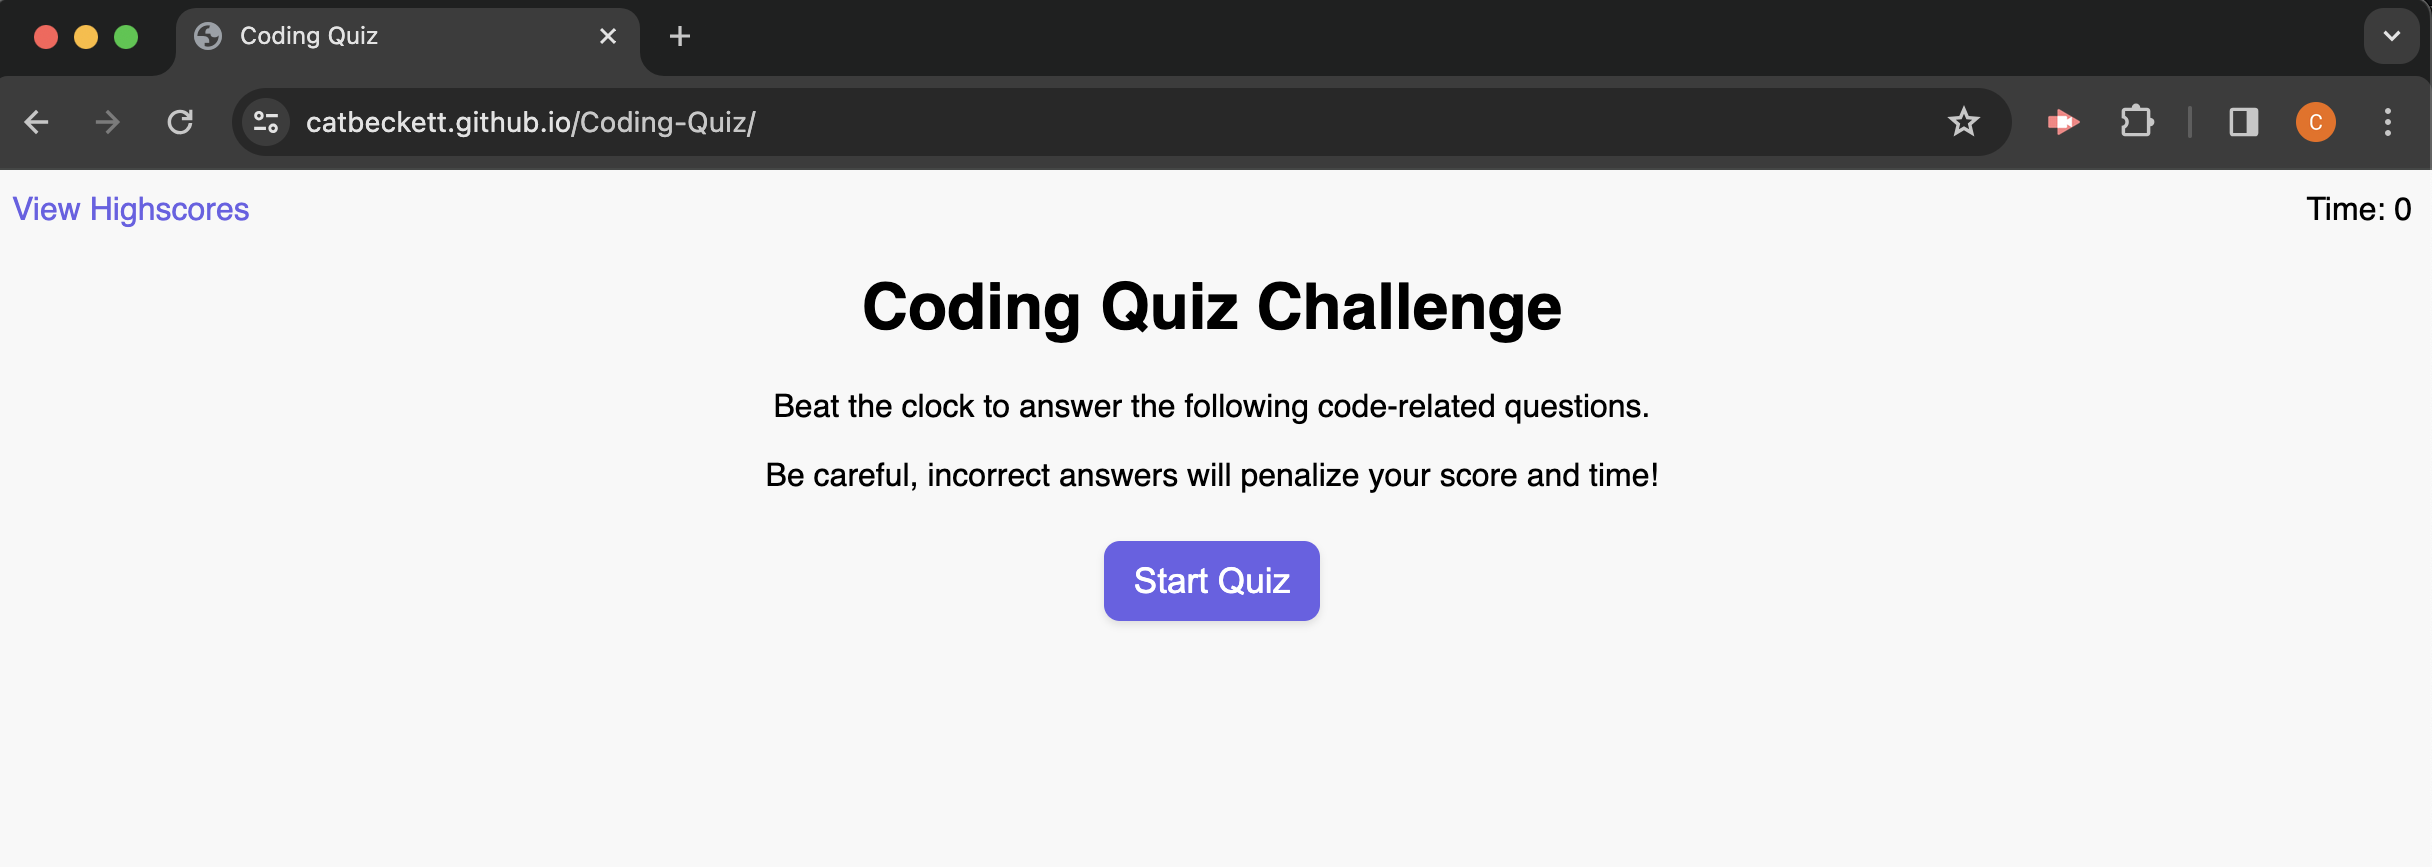 Coding Quiz
catbeckett.github.io/Coding-Quiz/
C
View Highscores
Time: 0
Coding Quiz Challenge
Beat the clock to answer the following code-related questions.
Be careful, incorrect answers will penalize your score and time!
Start Quiz